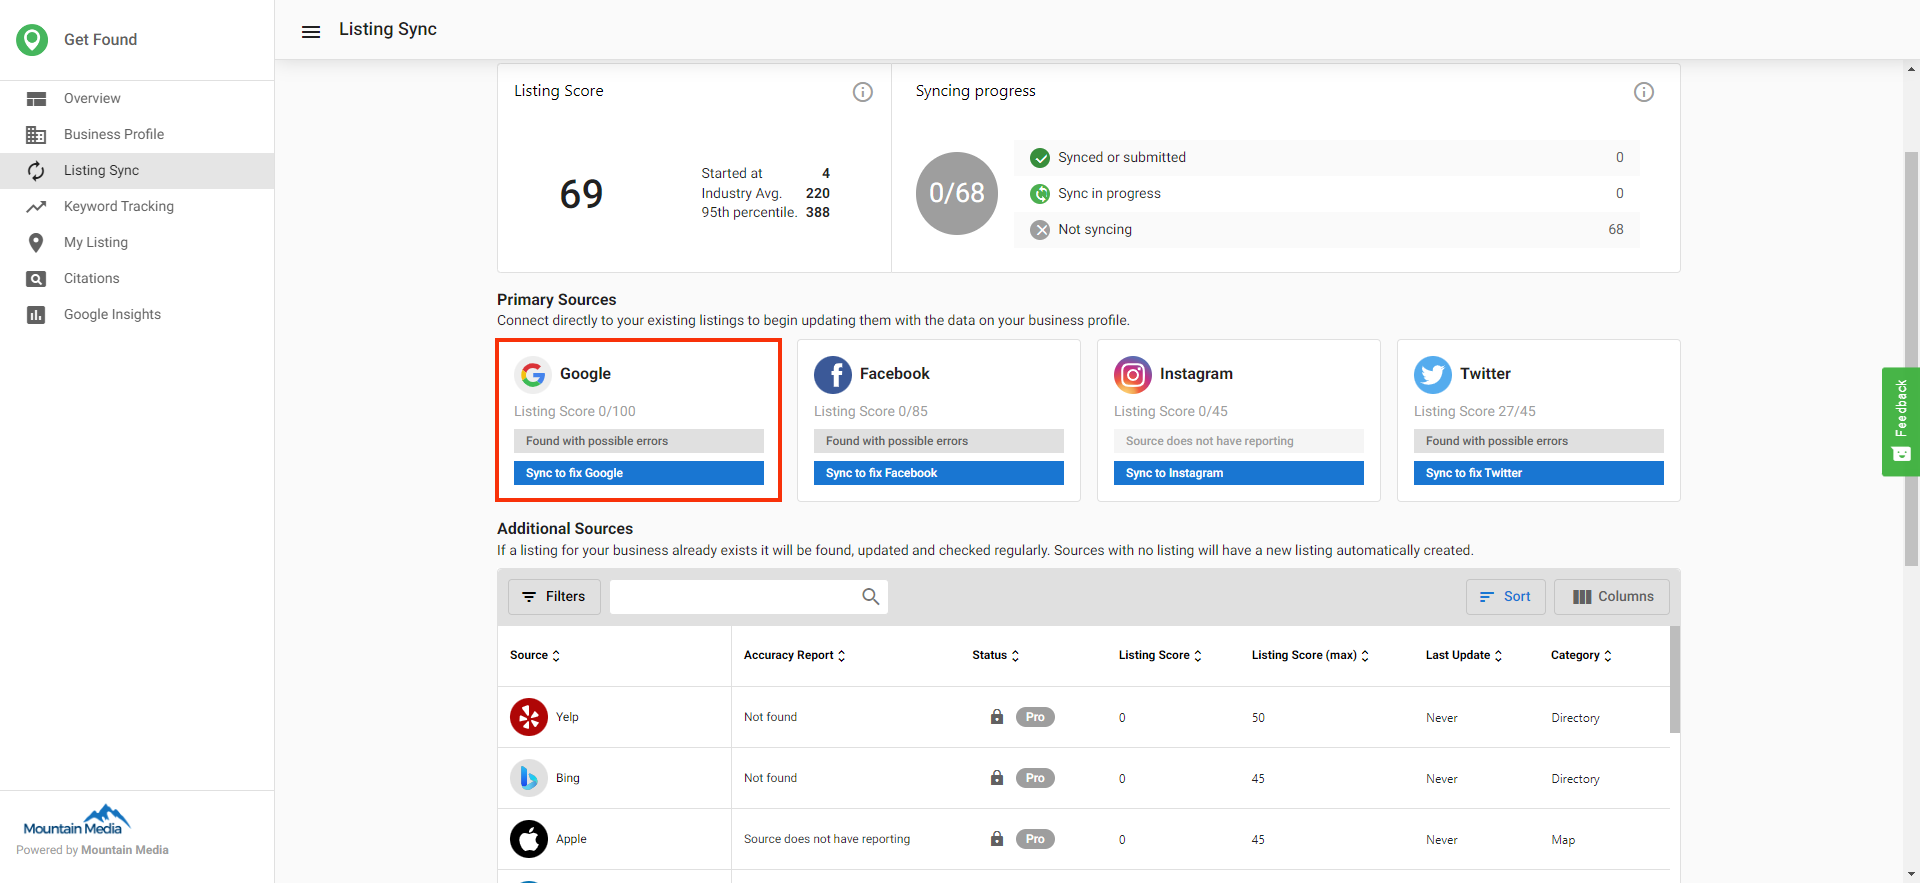 Get Found
Listing Sync
Overview
Business Profile
Listing Sync
Keyword Tracking
My Listing
Citations
Google Insights
Mountain Media
Powered by Mountain Media
Listing Score
69
Started at 4
Industry Avg. 220
95th percentile. 388
Syncing progress
0/68
Synced or submitted 0
Sync in progress 0
Not syncing 68
Primary Sources
Connect directly to your existing listings to begin updating them with the data on your business profile.
Google
Listing Score 0/100
Found with possible errors
Sync to fix Google
Facebook
Listing Score 0/85
Found with possible errors
Sync to fix Facebook
Instagram
Listing Score 0/45
Source does not have reporting
Sync to Instagram
Twitter
Listing Score 27/45
Found with possible errors
Sync to fix Twitter
Additional Sources
If a listing for your business already exists it will be found, updated and checked regularly. Sources with no listing will have a new listing automatically created.
Filters Sort Columns
Source Accuracy Report Status Listing Score Listing Score (max) Last Update Category
Yelp Not found Pro 0 50 Never Directory
Bing Not found Pro 0 45 Never Directory
Apple Source does not have reporting Pro 0 45 Never Map
Feedback